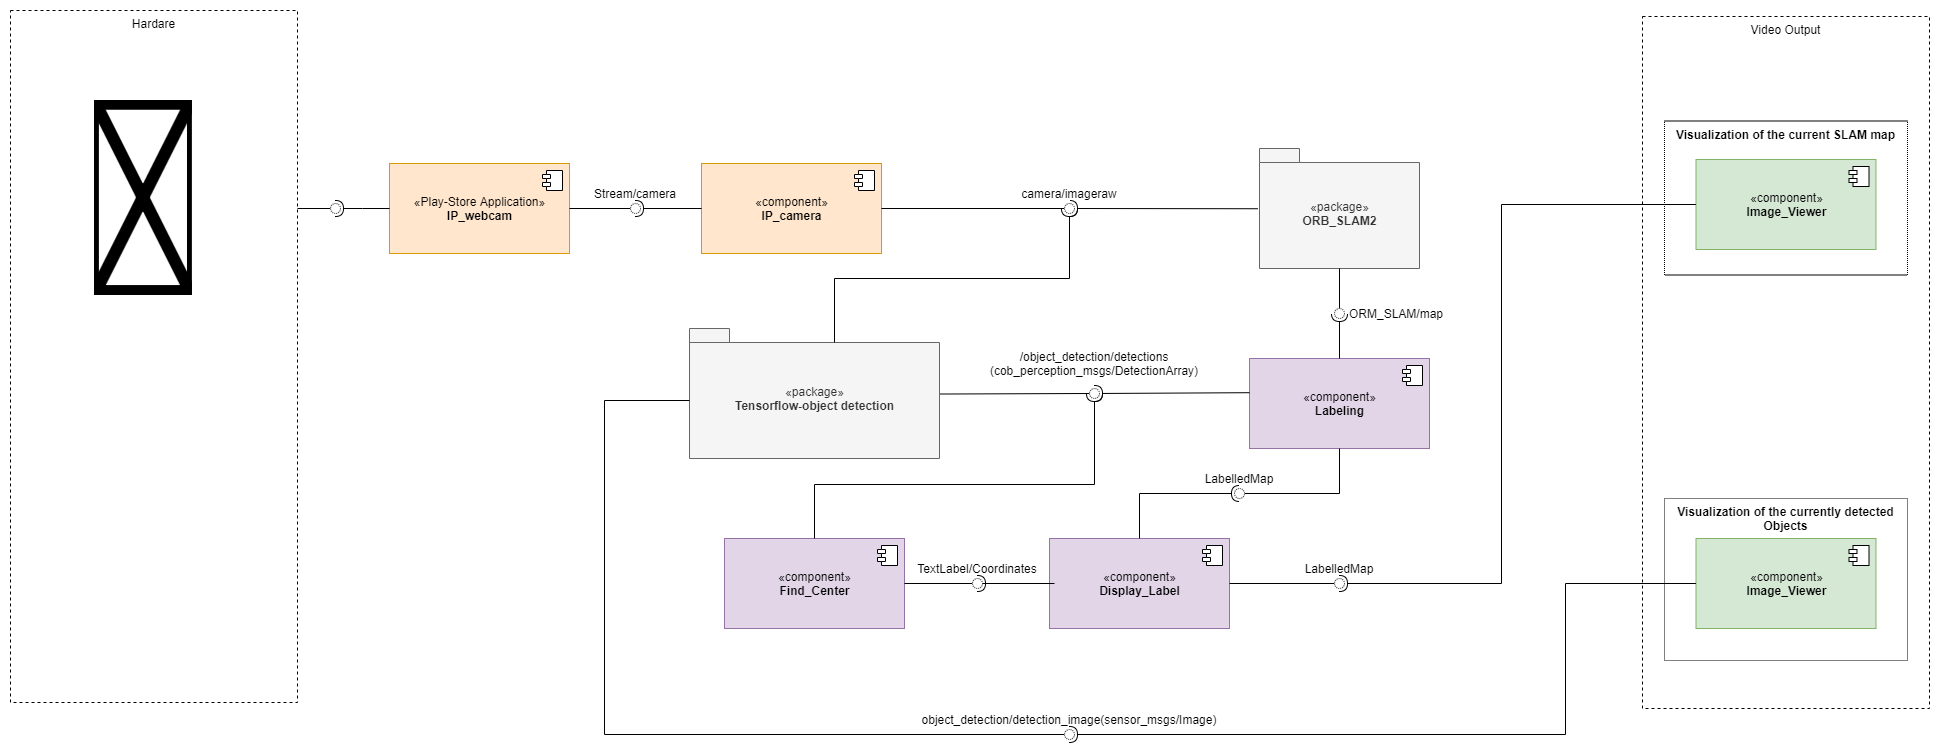 Hardare
Video Output
Visualization of the current SLAM map
«component»
Image_Viewer
«Play-Store Application»
IP_webcam
Stream/camera
«component»
IP_camera
camera/imageraw
«package»
ORB_SLAM2
ORM_SLAM/map
/object_detection/detections
(cob_perception_msgs/DetectionArray)
«package»
Tensorflow-object detection
«component»
Labeling
LabelledMap
«component»
Find_Center
TextLabel/Coordinates
«component»
Display_Label
LabelledMap
Visualization of the currently detected
Objects
«component»
Image_Viewer
object_detection/detection_image(sensor_msgs/Image)